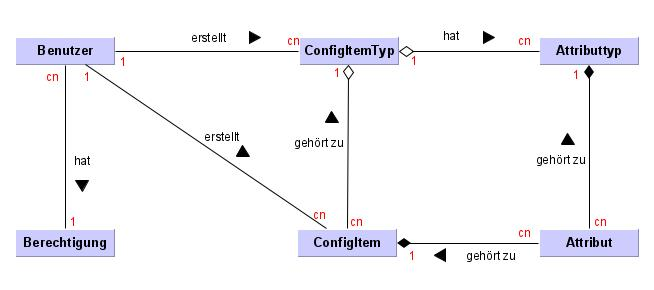 erstellt
hat
Benutzer
cn
ConfigItemTyp
cn
Attributtyp
1
1
cn
1
1
1
erstellt
gehört zu
gehört zu
hat
1
cn
cn
cn
cn
Berechtigung
ConfigItem
Attribut
1
gehört zu